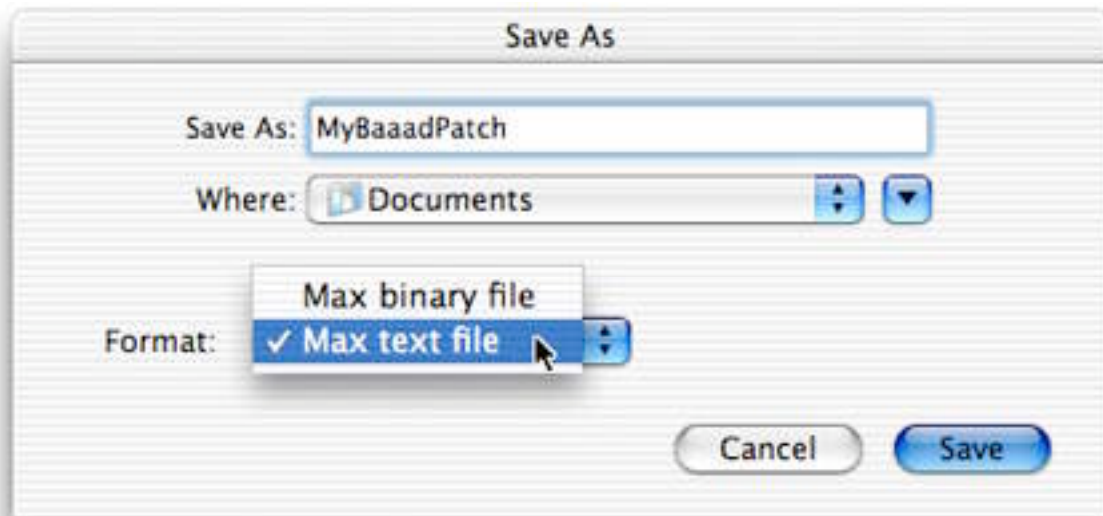 Save As
Save As: MyBaaadPatch
Where: Documents
Max binary file
Format: ✓ Max text file
Cancel Save